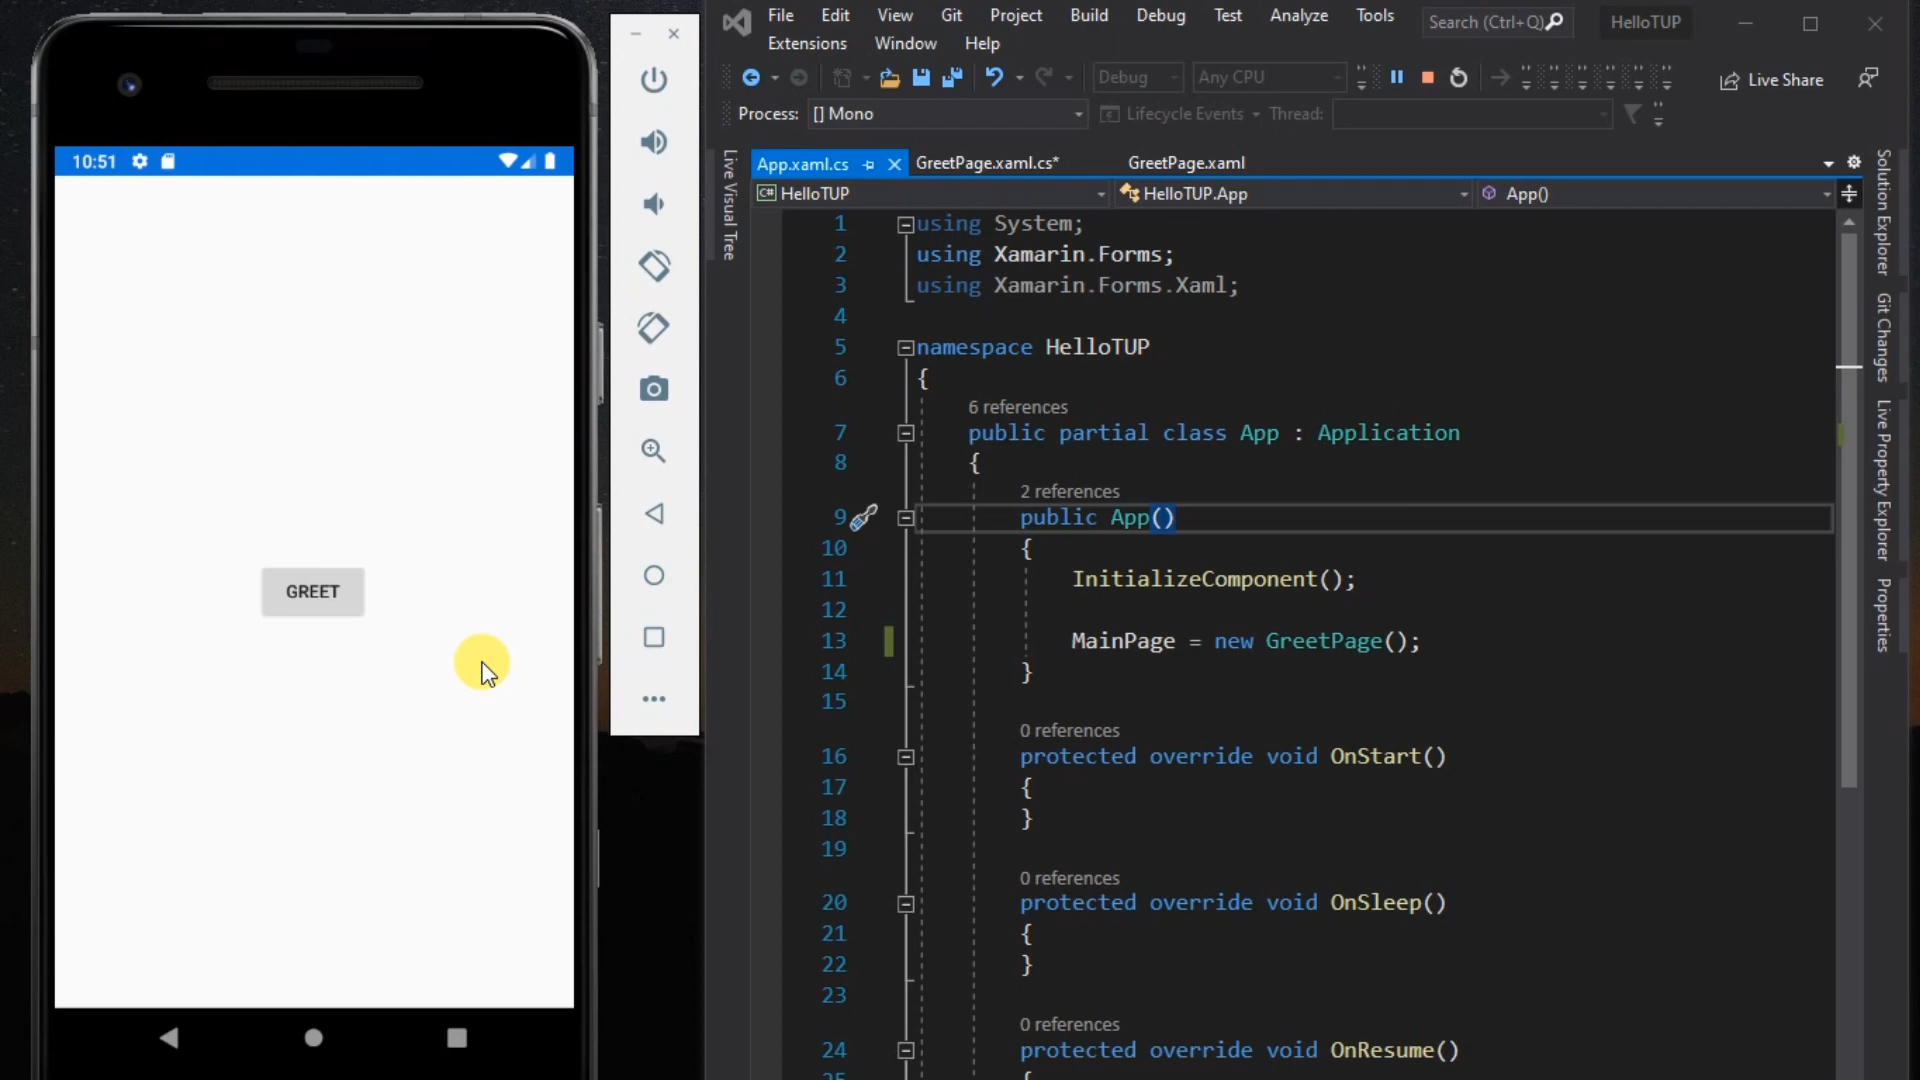 10:51
GREET
File Edit View Git Project Build Debug Test Analyze Tools
Search (Ctrl+Q)
HelloTUP
Extensions Window Help
Debug
Any CPU
Live Share
Process: [] Mono
Lifecycle Events
Thread:
Live Visual Tree
App.xaml.cs
GreetPage.xaml.cs*
GreetPage.xaml
C# HelloTUP
HelloTUP.App
App()
1 using System;
2 using Xamarin.Forms;
3 using Xamarin.Forms.Xaml;
4
5 namespace HelloTUP
6 {
6 references
7 public partial class App : Application
8 {
2 references
9 public App()
10 {
11 InitializeComponent();
12
13 MainPage = new GreetPage();
14 }
15
0 references
16 protected override void OnStart()
17 {
18 }
19
0 references
20 protected override void OnSleep()
21 {
22 }
23
0 references
24 protected override void OnResume()
Solution Explorer
Git Changes
Live Property Explorer
Properties